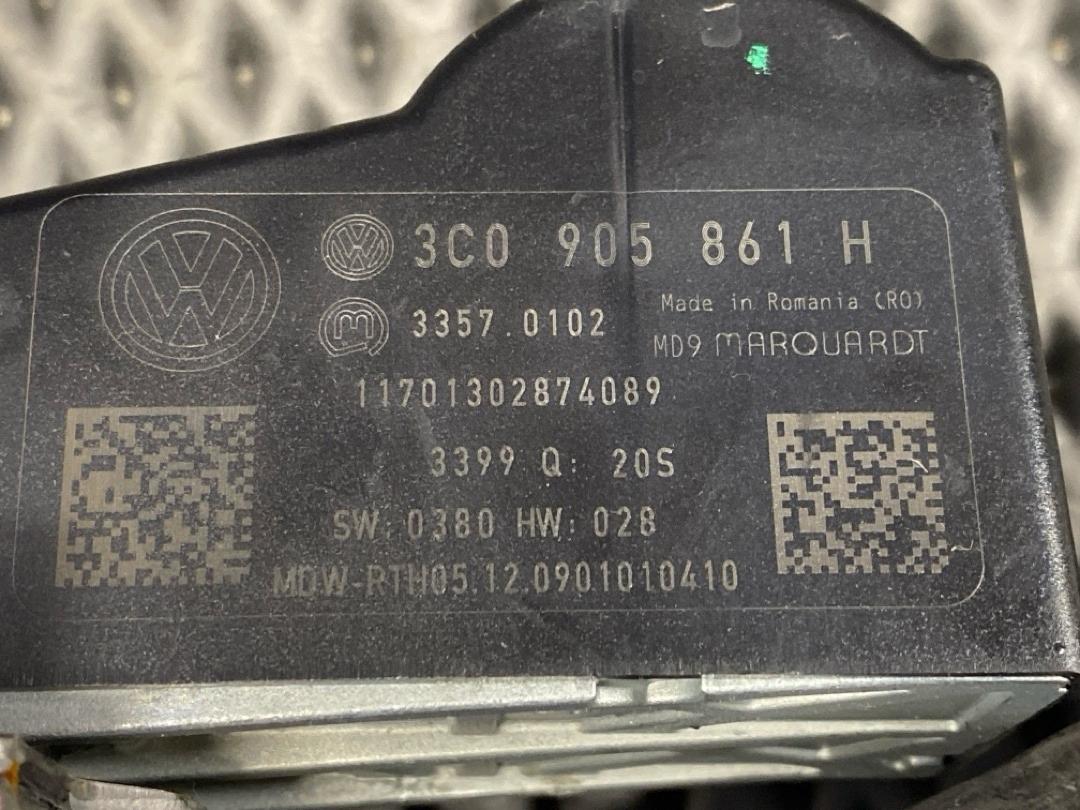 3C0 905 861 H
Made in Romania (RO)
3357.0102
MD9 MARQUARDT
11701302874089
3399 Q: 20S
SW: 0380 HW: 028
MDW-RTH05.12.0901010410